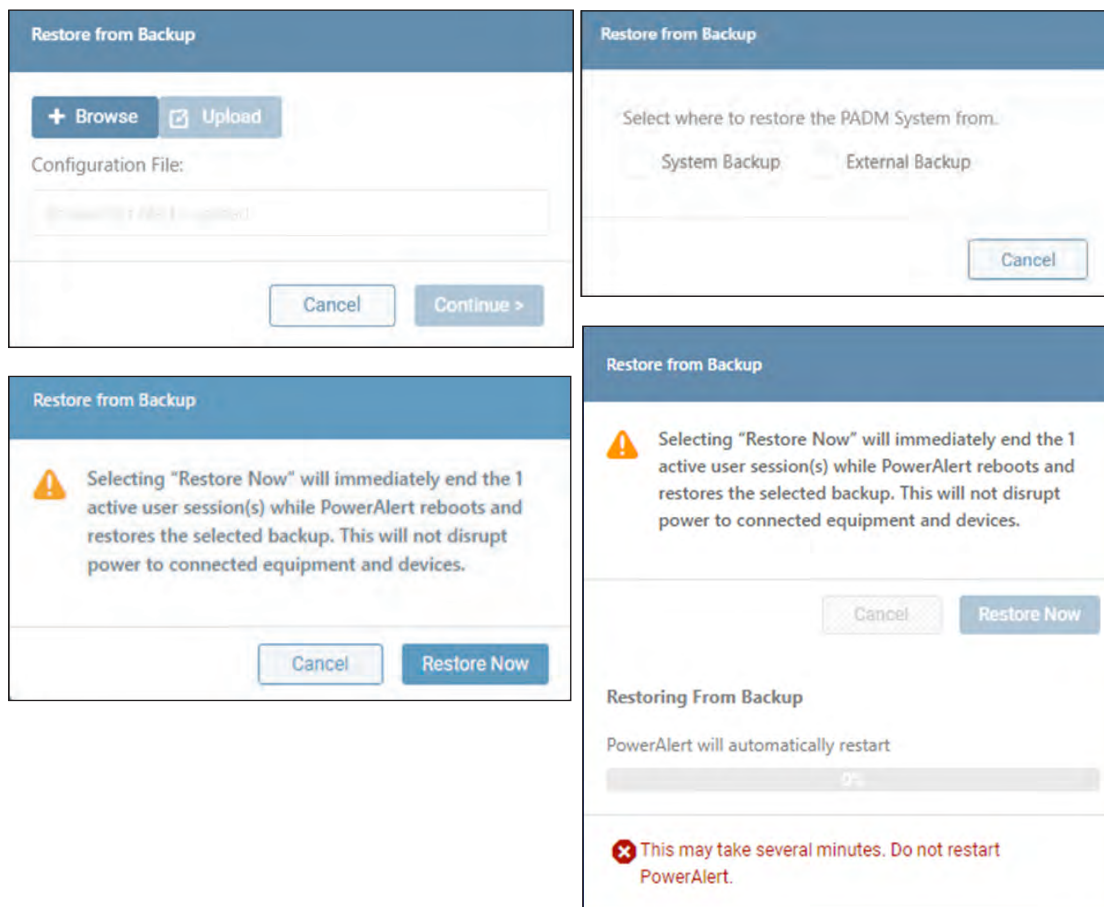 Restore from Backup
+ Browse
Upload
Configuration File:
Cancel
Continue >
Restore from Backup
Select where to restore the PADM System from.
System Backup
External Backup
Cancel
Restore from Backup
Selecting “Restore Now” will immediately end the 1
active user session(s) while PowerAlert reboots and
restores the selected backup. This will not disrupt
power to connected equipment and devices.
Cancel
Restore Now
Restore from Backup
Selecting “Restore Now” will immediately end the 1
active user session(s) while PowerAlert reboots and
restores the selected backup. This will not disrupt
power to connected equipment and devices.
Cancel
Restore Now
Restoring From Backup
PowerAlert will automatically restart
0%
This may take several minutes. Do not restart
PowerAlert.